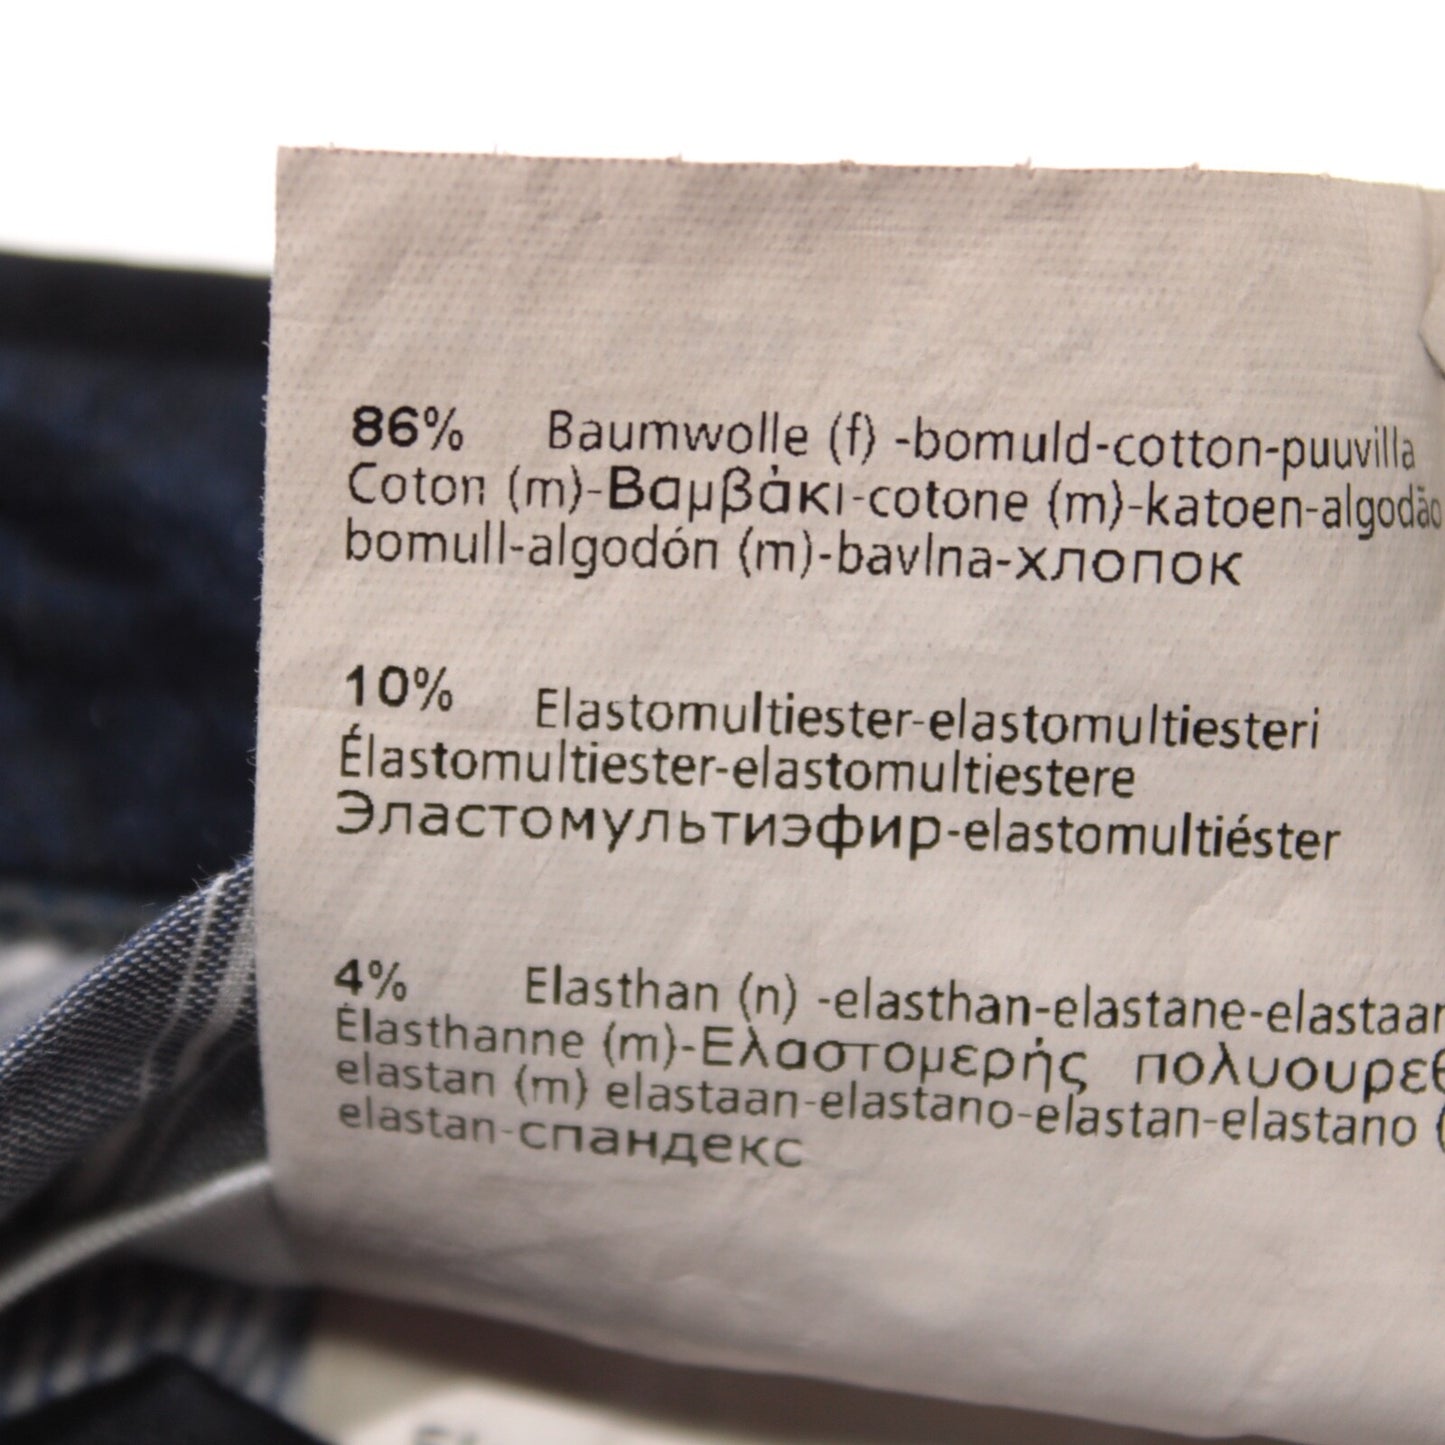 86% Baumwolle (f) -bomuld-cotton-puuvilla
Coton (m)-Βαμβάκι-cotone (m)-katoen-algodão
bomull-algodón (m)-bavlna-хлопок
10% Elastomultiester-elastomultiesteri
Élastomultiester-elastomultiestere
Эластомультиэфир-elastomultiéster
4% Elasthan (n) -elasthan-elastane-elastaan
Élasthanne (m)-Ελαστομερής πολυουρεθ
elastan (m) elastaan-elastano-elastan-elastano (
elastan-спандекс